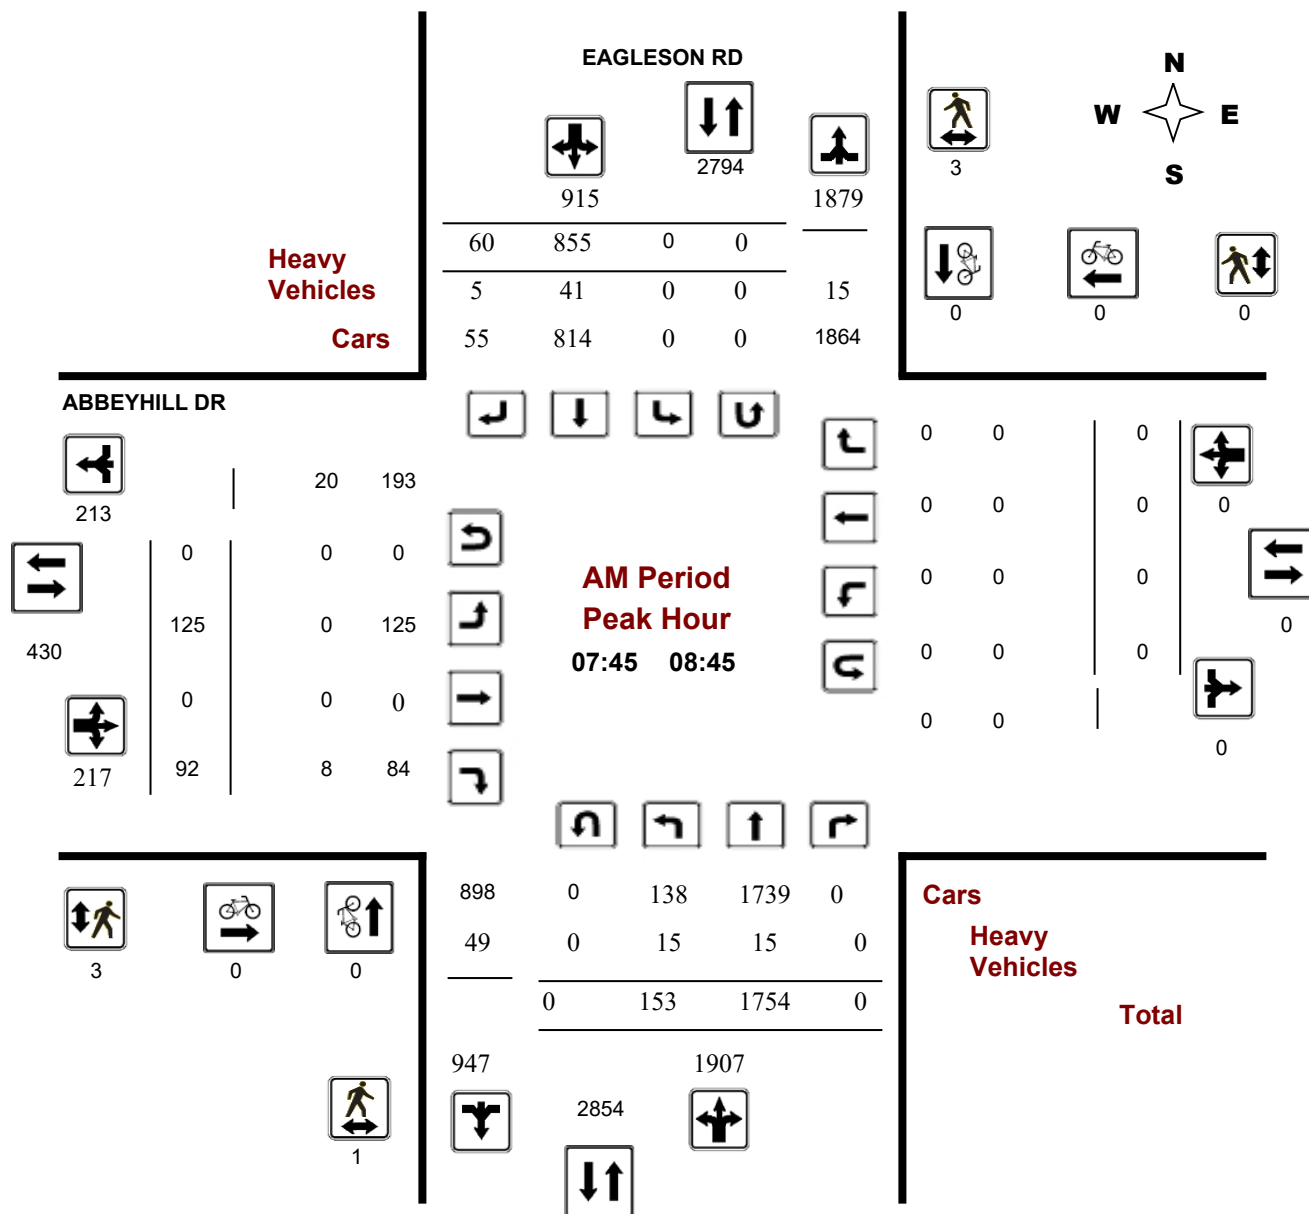 EAGLESON RD
N
W E
S
2794
3
915 1879
60 855 0 0
Heavy
Vehicles
5 41 0 0 15
0 0 0
Cars 55 814 0 0 1864
ABBEYHILL DR
0 0 0
20 193
213
0 0 0 0
0 0 0
AM Period
0 0 0
Peak Hour
125 0 125
430
0
07:45 08:45
0 0 0
0 0 0
0 0
0
217 92 8 84
898 0 138 1739 0 Cars
49 0 15 15 0 Heavy
Vehicles
3 0 0
0 153 1754 0
Total
947 1907
2854
1